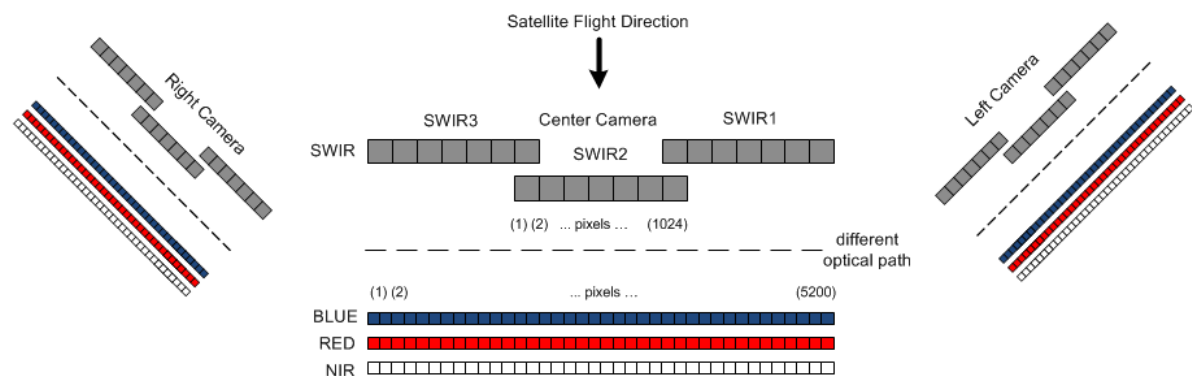 Satellite Flight Direction
Right Camera
Left Camera
SWIR3
Center Camera
SWIR1
SWIR
SWIR2
(1) (2) ... pixels ... (1024)
different
optical path
(1) (2) ... pixels ... (5200)
BLUE
RED
NIR